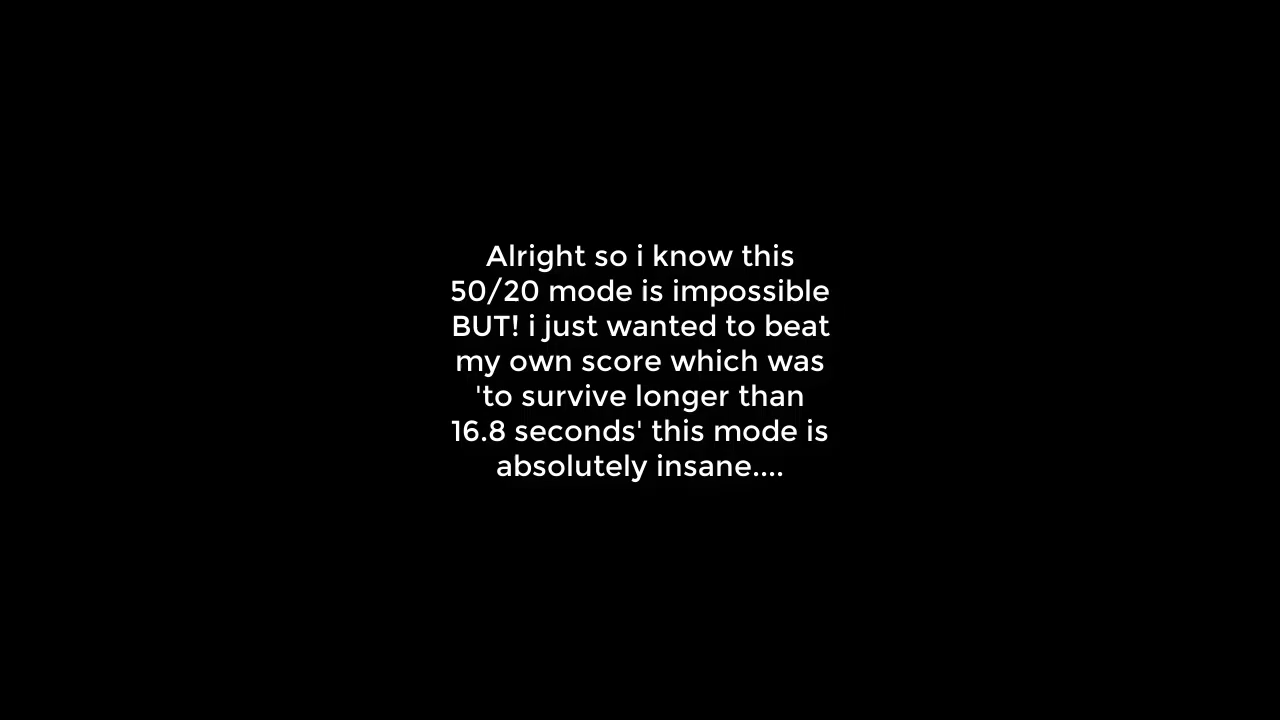 Alright so i know this
50/20 mode is impossible
BUT! i just wanted to beat
my own score which was
'to survive longer than
16.8 seconds' this mode is
absolutely insane....